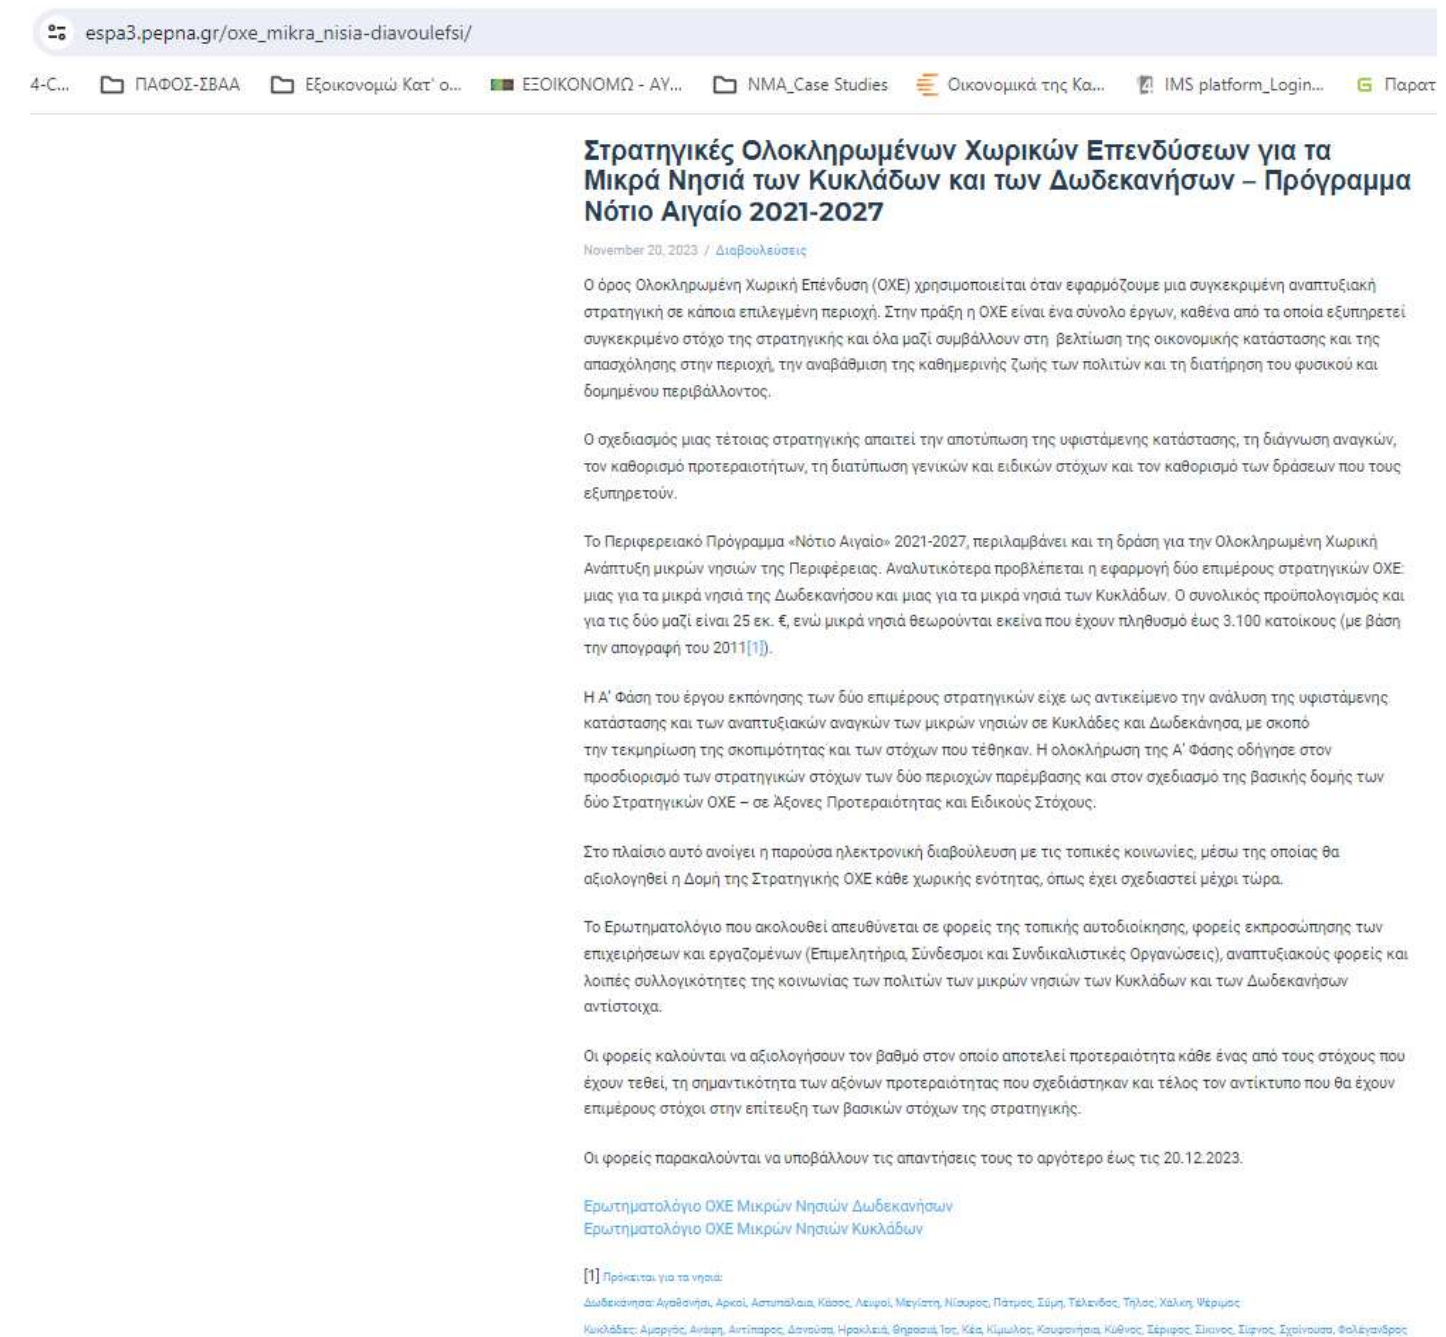 espa3.pepna.gr/oxe_mikra_nisia-diavoulefsi/
4-C... ΠΑΦΟΣ-ΣΒΑΑ Εξοικονομώ Κατ' ο... ΕΞΟΙΚΟΝΟΜΩ - ΑΥ... NMA_Case Studies Οικονομικά της Κα... IMS platform_Login... Παρατ
Στρατηγικές Ολοκληρωμένων Χωρικών Επενδύσεων για τα
Μικρά Νησιά των Κυκλάδων και των Δωδεκανήσων – Πρόγραμμα
Νότιο Αιγαίο 2021-2027
November 20, 2023 / Διαβουλεύσεις
Ο όρος Ολοκληρωμένη Χωρική Επένδυση (ΟΧΕ) χρησιμοποιείται όταν εφαρμόζουμε μια συγκεκριμένη αναπτυξιακή
στρατηγική σε κάποια επιλεγμένη περιοχή. Στην πράξη η ΟΧΕ είναι ένα σύνολο έργων, καθένα από τα οποία εξυπηρετεί
συγκεκριμένο στόχο της στρατηγικής και όλα μαζί συμβάλλουν στη βελτίωση της οικονομικής κατάστασης και της
απασχόλησης στην περιοχή, την αναβάθμιση της καθημερινής ζωής των πολιτών και τη διατήρηση του φυσικού και
δομημένου περιβάλλοντος.
Ο σχεδιασμός μιας τέτοιας στρατηγικής απαιτεί την αποτύπωση της υφιστάμενης κατάστασης, τη διάγνωση αναγκών,
τον καθορισμό προτεραιοτήτων, τη διατύπωση γενικών και ειδικών στόχων και τον καθορισμό των δράσεων που τους
εξυπηρετούν.
Το Περιφερειακό Πρόγραμμα «Νότιο Αιγαίο» 2021-2027, περιλαμβάνει και τη δράση για την Ολοκληρωμένη Χωρική
Ανάπτυξη μικρών νησιών της Περιφέρειας. Αναλυτικότερα προβλέπεται η εφαρμογή δύο επιμέρους στρατηγικών ΟΧΕ:
μιας για τα μικρά νησιά της Δωδεκανήσου και μιας για τα μικρά νησιά των Κυκλάδων. Ο συνολικός προϋπολογισμός και
για τις δύο μαζί είναι 25 εκ. €, ενώ μικρά νησιά θεωρούνται εκείνα που έχουν πληθυσμό έως 3.100 κατοίκους (με βάση
την απογραφή του 2011[1]).
Η Α' Φάση του έργου εκπόνησης των δύο επιμέρους στρατηγικών είχε ως αντικείμενο την ανάλυση της υφιστάμενης
κατάστασης και των αναπτυξιακών αναγκών των μικρών νησιών σε Κυκλάδες και Δωδεκάνησα, με σκοπό
την τεκμηρίωση της σκοπιμότητας και των στόχων που τέθηκαν. Η ολοκλήρωση της Α' Φάσης οδήγησε στον
προσδιορισμό των στρατηγικών στόχων των δύο περιοχών παρέμβασης και στον σχεδιασμό της βασικής δομής των
δύο Στρατηγικών ΟΧΕ – σε Άξονες Προτεραιότητας και Ειδικούς Στόχους.
Στο πλαίσιο αυτό ανοίγει η παρούσα ηλεκτρονική διαβούλευση με τις τοπικές κοινωνίες, μέσω της οποίας θα
αξιολογηθεί η Δομή της Στρατηγικής ΟΧΕ κάθε χωρικής ενότητας, όπως έχει σχεδιαστεί μέχρι τώρα.
Το Ερωτηματολόγιο που ακολουθεί απευθύνεται σε φορείς της τοπικής αυτοδιοίκησης, φορείς εκπροσώπησης των
επιχειρήσεων και εργαζομένων (Επιμελητήρια, Σύνδεσμοι και Συνδικαλιστικές Οργανώσεις), αναπτυξιακούς φορείς και
λοιπές συλλογικότητες της κοινωνίας των πολιτών των μικρών νησιών των Κυκλάδων και των Δωδεκανήσων
αντίστοιχα.
Οι φορείς καλούνται να αξιολογήσουν τον βαθμό στον οποίο αποτελεί προτεραιότητα κάθε ένας από τους στόχους που
έχουν τεθεί, τη σημαντικότητα των αξόνων προτεραιότητας που σχεδιάστηκαν και τέλος τον αντίκτυπο που θα έχουν
επιμέρους στόχοι στην επίτευξη των βασικών στόχων της στρατηγικής.
Οι φορείς παρακαλούνται να υποβάλλουν τις απαντήσεις τους το αργότερο έως τις 20.12.2023.
Ερωτηματολόγιο ΟΧΕ Μικρών Νησιών Δωδεκανήσων
Ερωτηματολόγιο ΟΧΕ Μικρών Νησιών Κυκλάδων
[1] Πρόκειται για τα νησιά:
Δωδεκάνησα: Αγαθονήσι, Αρκοί, Αστυπάλαια, Κάσος, Λειψοί, Μεγίστη, Νίσυρος, Πάτμος, Σύμη, Τέλενδος, Τήλος, Χάλκη, Ψέριμος
Κυκλάδες: Αμοργός, Ανάφη, Αντίπαρος, Δονούσα, Ηρακλειά, Θηρασιά, Ίος, Κέα, Κίμωλος, Κουφονήσια, Κύθνος, Σέριφος, Σίκινος, Σίφνος, Σχοινούσα, Φολέγανδρος